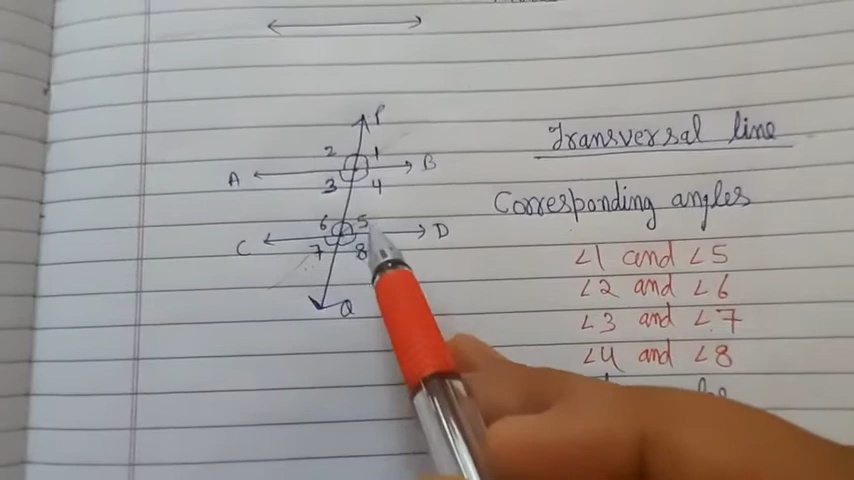 P
2 1
A B
3 4
6 5
C D
7 8
Q
Transversal line
Corresponding angles
∠1 and ∠5
∠2 and ∠6
∠3 and ∠7
∠4 and ∠8